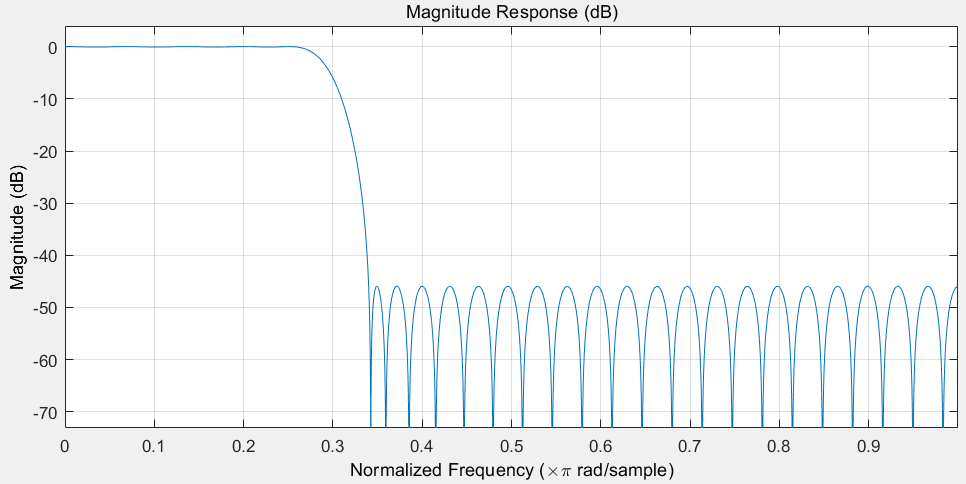 Magnitude Response (dB)
Magnitude (dB)
0
-10
-20
-30
-40
-50
-60
-70
0 0.1 0.2 0.3 0.4 0.5 0.6 0.7 0.8 0.9
Normalized Frequency (×π rad/sample)